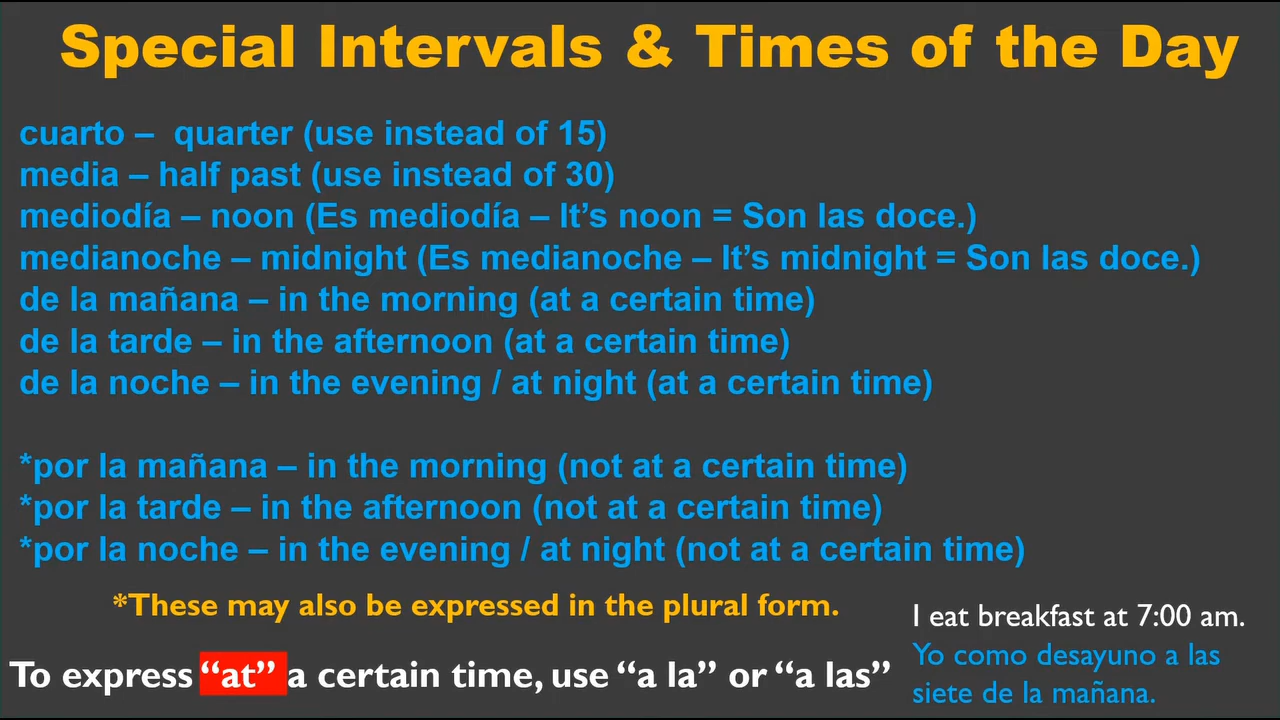 Special Intervals & Times of the Day
cuarto – quarter (use instead of 15)
media – half past (use instead of 30)
mediodía – noon (Es mediodía – It’s noon = Son las doce.)
medianoche – midnight (Es medianoche – It’s midnight = Son las doce.)
de la mañana – in the morning (at a certain time)
de la tarde – in the afternoon (at a certain time)
de la noche – in the evening / at night (at a certain time)
*por la mañana – in the morning (not at a certain time)
*por la tarde – in the afternoon (not at a certain time)
*por la noche – in the evening / at night (not at a certain time)
*These may also be expressed in the plural form.
To express “at” a certain time, use “a la” or “a las”
I eat breakfast at 7:00 am.
Yo como desayuno a las
siete de la mañana.